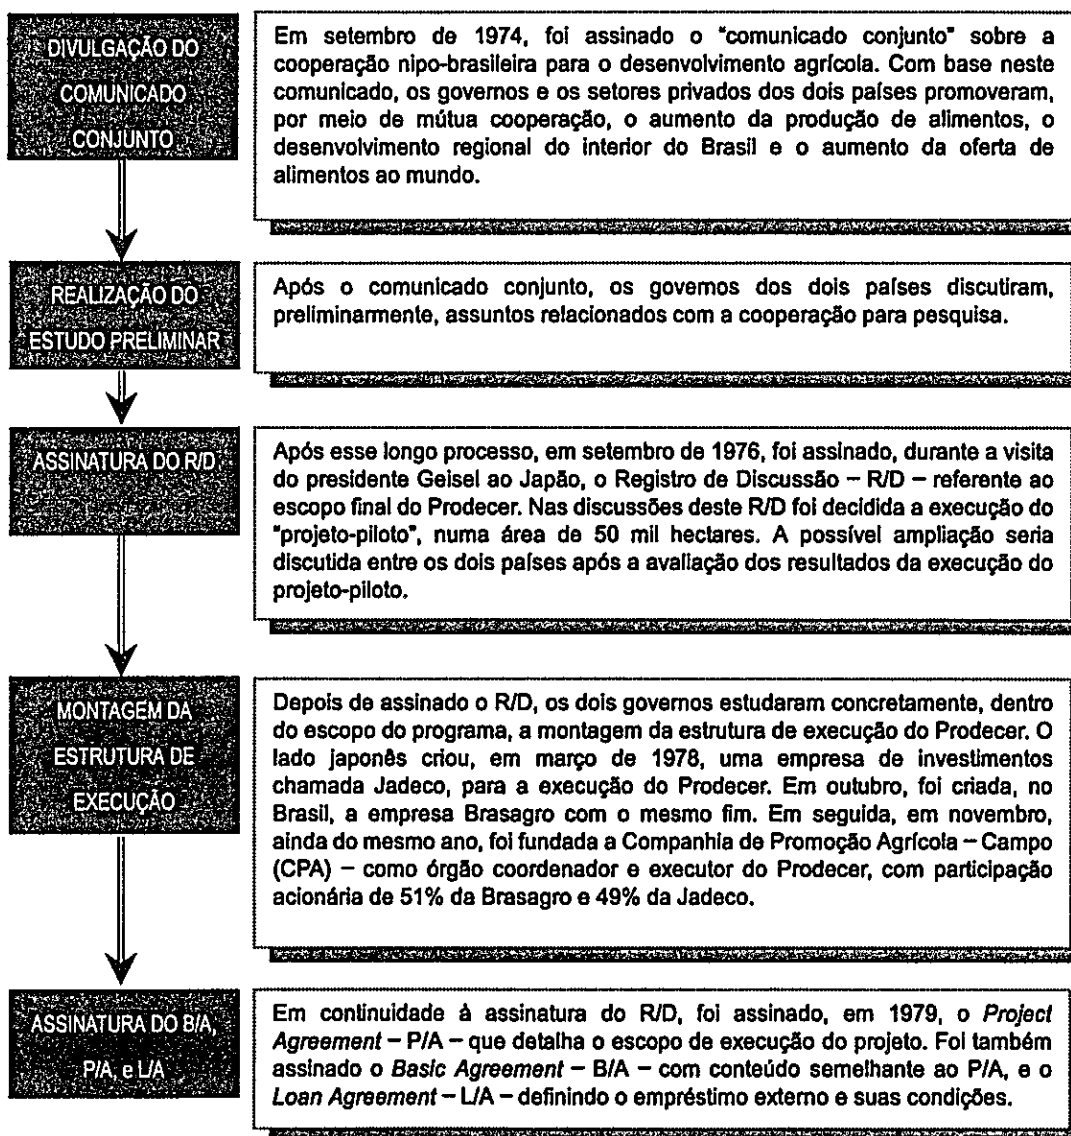 DIVULGAÇÃO DO
COMUNICADO
CONJUNTO
Em setembro de 1974, foi assinado o "comunicado conjunto" sobre a
cooperação nipo-brasileira para o desenvolvimento agrícola. Com base neste
comunicado, os governos e os setores privados dos dois países promoveram,
por meio de mútua cooperação, o aumento da produção de alimentos, o
desenvolvimento regional do interior do Brasil e o aumento da oferta de
alimentos ao mundo.
REALIZAÇÃO DO
ESTUDO PRELIMINAR
Após o comunicado conjunto, os governos dos dois países discutiram,
preliminarmente, assuntos relacionados com a cooperação para pesquisa.
ASSINATURA DO R/D
Após esse longo processo, em setembro de 1976, foi assinado, durante a visita
do presidente Geisel ao Japão, o Registro de Discussão – R/D – referente ao
escopo final do Prodecer. Nas discussões deste R/D foi decidida a execução do
"projeto-piloto", numa área de 50 mil hectares. A possível ampliação seria
discutida entre os dois países após a avaliação dos resultados da execução do
projeto-piloto.
MONTAGEM DA
ESTRUTURA DE
EXECUÇÃO
Depois de assinado o R/D, os dois governos estudaram concretamente, dentro
do escopo do programa, a montagem da estrutura de execução do Prodecer. O
lado japonês criou, em março de 1978, uma empresa de investimentos
chamada Jadeco, para a execução do Prodecer. Em outubro, foi criada, no
Brasil, a empresa Brasagro com o mesmo fim. Em seguida, em novembro,
ainda do mesmo ano, foi fundada a Companhia de Promoção Agrícola – Campo
(CPA) – como órgão coordenador e executor do Prodecer, com participação
acionária de 51% da Brasagro e 49% da Jadeco.
ASSINATURA DO B/A,
P/A, e L/A
Em continuidade à assinatura do R/D, foi assinado, em 1979, o Project
Agreement – P/A – que detalha o escopo de execução do projeto. Foi também
assinado o Basic Agreement – B/A – com conteúdo semelhante ao P/A, e o
Loan Agreement – L/A – definindo o empréstimo externo e suas condições.